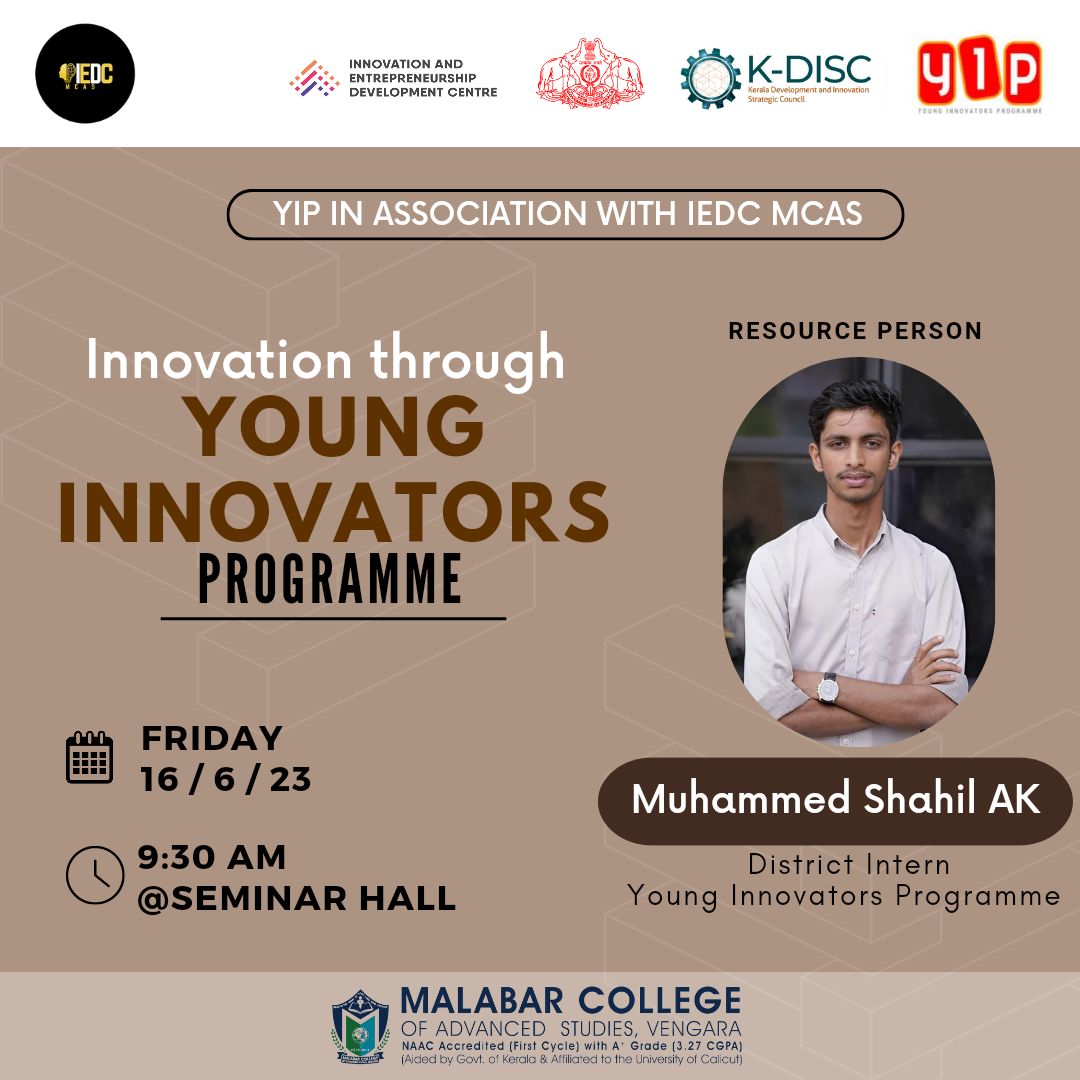 IEDC
MCAS
INNOVATION AND
ENTREPRENEURSHIP
DEVELOPMENT CENTRE
K-DISC
Kerala Development and Innovation
Strategic Council
y1p
YOUNG INNOVATORS PROGRAMME
YIP IN ASSOCIATION WITH IEDC MCAS
Innovation through
YOUNG
INNOVATORS
PROGRAMME
RESOURCE PERSON
Muhammed Shahil AK
District Intern
Young Innovators Programme
FRIDAY
16 / 6 / 23
9:30 AM
@SEMINAR HALL
MALABAR COLLEGE
OF ADVANCED STUDIES, VENGARA
NAAC Accredited (First Cycle) with A+ Grade (3.27 CGPA)
(Aided by Govt. of Kerala & Affiliated to the University of Calicut)
MALABAR COLLEGE